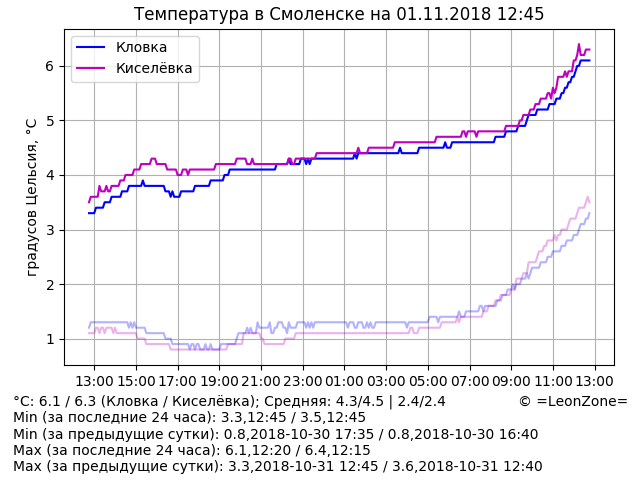 Температура в Смоленске на 01.11.2018 12:45
Кловка
Киселёвка
градусов Цельсия, °C
6
5
4
3
2
1
13:00 15:00 17:00 19:00 21:00 23:00 01:00 03:00 05:00 07:00 09:00 11:00 13:00
°C: 6.1 / 6.3 (Кловка / Киселёвка); Средняя: 4.3/4.5 | 2.4/2.4 © =LeonZone=
Min (за последние 24 часа): 3.3,12:45 / 3.5,12:45
Min (за предыдущие сутки): 0.8,2018-10-30 17:35 / 0.8,2018-10-30 16:40
Max (за последние 24 часа): 6.1,12:20 / 6.4,12:15
Max (за предыдущие сутки): 3.3,2018-10-31 12:45 / 3.6,2018-10-31 12:40